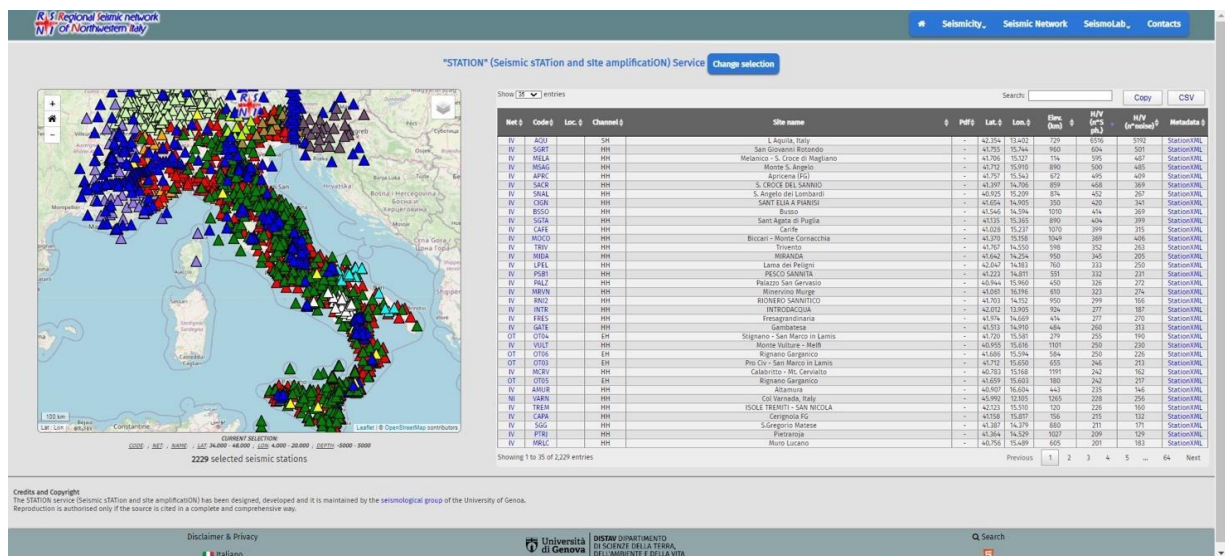 R S Regional Seismic network
N I of Northwestern Italy
Seismicity
Seismic Network
SeismoLab
Contacts
"STATION" (Seismic sTATion and sIte amplificatiON) Service
Change selection
Show 35 entries
Search:
Copy
CSV
Net Code Loc. Channel Site name Pdf Lat. Lon. Elev. (km) H/V (n°S ph.) H/V (n°noise) Metadata
IV AQU SH L Aquila, Italy - 42.354 13.402 729 6516 5192 StationXML
IV SGRT HH San Giovanni Rotondo - 41.755 15.744 960 604 501 StationXML
IV MELA HH Melanico - S. Croce di Magliano - 41.706 15.127 114 595 487 StationXML
IV MSAG HH Monte S. Angelo - 41.712 15.910 890 500 485 StationXML
IV APRC HH Apricena (FG) - 41.757 15.543 672 495 409 StationXML
IV SACR HH S. CROCE DEL SANNIO - 41.397 14.706 859 468 369 StationXML
IV SNAL HH S. Angelo dei Lombardi - 40.925 15.209 874 452 267 StationXML
IV CIGN HH SANT ELIA A PIANISI - 41.654 14.905 350 420 341 StationXML
IV BSSO HH Busso - 41.546 14.594 1010 414 369 StationXML
IV SGTA HH Sant Agata di Puglia - 41.135 15.365 890 404 399 StationXML
IV CAFE HH Carife - 41.028 15.237 1070 399 315 StationXML
IV MOCO HH Biccari - Monte Cornacchia - 41.370 15.158 1049 389 406 StationXML
IV TRIV HH Trivento - 41.767 14.550 598 352 263 StationXML
IV MIDA HH MIRANDA - 41.642 14.254 950 345 205 StationXML
IV LPEL HH Lama dei Peligni - 42.047 14.183 760 333 250 StationXML
IV PSB1 HH PESCO SANNITA - 41.223 14.811 551 332 231 StationXML
IV PALZ HH Palazzo San Gervasio - 40.944 15.960 450 326 272 StationXML
IV MRVN HH Minervino Murge - 41.061 16.196 610 323 274 StationXML
IV RNI2 HH RIONERO SANNITICO - 41.703 14.152 950 299 166 StationXML
IV INTR HH INTRODACQUA - 42.012 13.905 924 277 187 StationXML
IV FRES HH Fresagrandinaria - 41.974 14.669 414 277 270 StationXML
IV GATE HH Gambatesa - 41.513 14.910 484 260 313 StationXML
OT OT04 EH Stignano - San Marco in Lamis - 41.720 15.581 279 255 190 StationXML
IV VULT HH Monte Vulture - Melfi - 40.955 15.616 1101 250 230 StationXML
OT OT06 EH Rignano Garganico - 41.686 15.594 584 250 226 StationXML
OT OT03 EH Pro Civ - San Marco in Lamis - 41.712 15.650 655 246 213 StationXML
IV MCRV HH Calabritto - Mt. Cervialto - 40.783 15.168 1191 242 162 StationXML
OT OT05 EH Rignano Garganico - 41.659 15.603 180 242 217 StationXML
IV AMUR HH Altamura - 40.907 16.604 443 235 146 StationXML
NI VARN HH Col Varnada, Italy - 45.992 12.105 1265 228 256 StationXML
IV TREM HH ISOLE TREMITI - SAN NICOLA - 42.123 15.510 120 226 160 StationXML
IV CAPA HH Cerignola FG - 41.158 15.817 156 215 132 StationXML
IV SGG HH S.Gregorio Matese - 41.387 14.379 880 211 171 StationXML
IV PTRJ HH Pietraroja - 41.364 14.529 1027 209 129 StationXML
IV MRLC HH Muro Lucano - 40.756 15.489 605 201 183 StationXML
Showing 1 to 35 of 2,229 entries
Previous 1 2 3 4 5 ... 64 Next
Montpellier
Hrvatska
Bosna i Hercegovina /
Босна и
Херцеговина
Crna Gora /
Црна Гора
Sassari
Constantine
100 km
Lat : Lon
Leaflet | © OpenStreetMap contributors
CURRENT SELECTION:
CODE: ; NET: ; NAME: ; LAT: 34.000 - 48.000 ; LON: 4.000 - 20.000 ; DEPTH: -5000 - 5000
2229 selected seismic stations
Credits and Copyright
The STATION service (Seismic sTATion and sIte amplificatiON) has been designed, developed and it is maintained by the seismological group of the University of Genoa.
Reproduction is authorised only if the source is cited in a complete and comprehensive way.
Disclaimer & Privacy
Italiano
Università
di Genova
DISTAV DIPARTIMENTO
DI SCIENZE DELLA TERRA,
DELL'AMBIENTE E DELLA VITA
Search